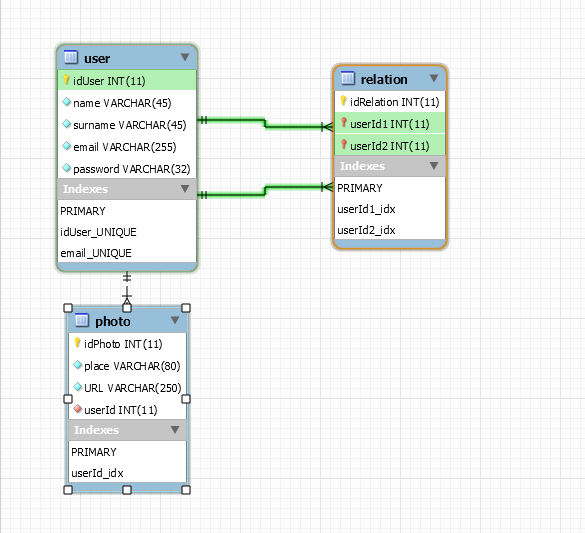 user
idUser INT(11)
name VARCHAR(45)
surname VARCHAR(45)
email VARCHAR(255)
password VARCHAR(32)
Indexes
PRIMARY
idUser_UNIQUE
email_UNIQUE
relation
idRelation INT(11)
userId1 INT(11)
userId2 INT(11)
Indexes
PRIMARY
userId1_idx
userId2_idx
photo
idPhoto INT(11)
place VARCHAR(80)
URL VARCHAR(250)
userId INT(11)
Indexes
PRIMARY
userId_idx